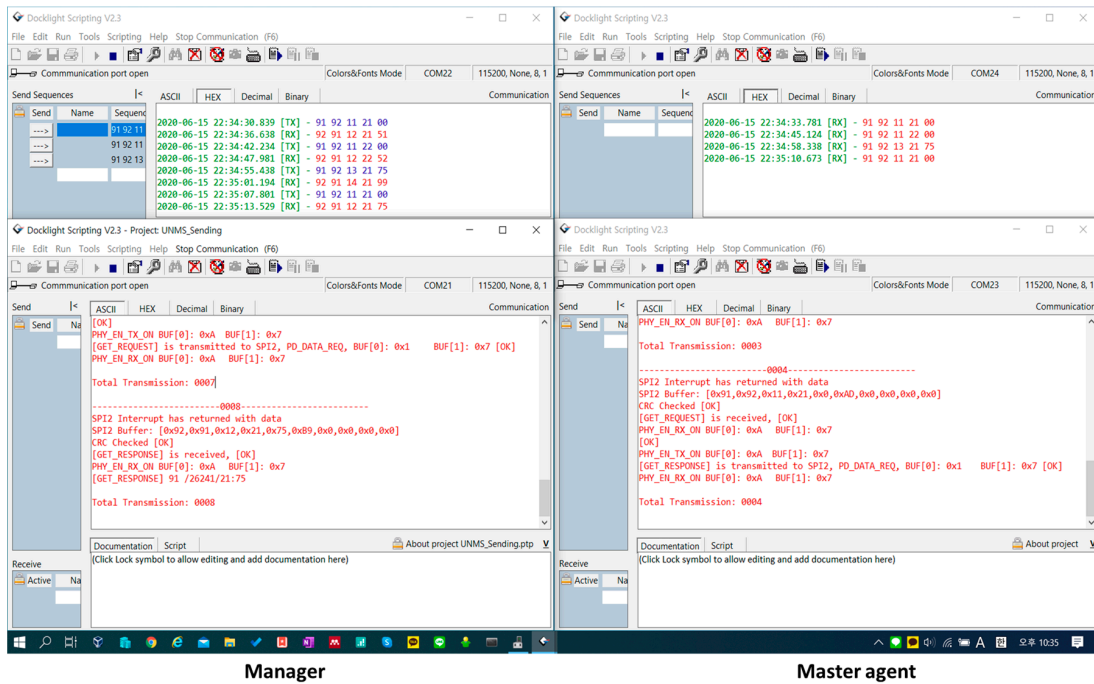 Docklight Scripting V2.3
File Edit Run Tools Scripting Help Stop Communication (F6)
Commmunication port open
Colors&Fonts Mode
COM22
115200, None, 8, 1
Send Sequences
ASCII
HEX
Decimal
Binary
Communication
Send
Name
Sequenc
--->
91 92 11
--->
91 92 11
--->
91 92 13
2020-06-15 22:34:30.839 [TX] - 91 92 11 21 00
2020-06-15 22:34:36.638 [RX] - 92 91 12 21 51
2020-06-15 22:34:42.234 [TX] - 91 92 11 22 00
2020-06-15 22:34:47.981 [RX] - 92 91 12 22 52
2020-06-15 22:34:55.438 [TX] - 91 92 13 21 75
2020-06-15 22:35:01.194 [RX] - 92 91 14 21 99
2020-06-15 22:35:07.801 [TX] - 91 92 11 21 00
2020-06-15 22:35:13.529 [RX] - 92 91 12 21 75
Docklight Scripting V2.3
File Edit Run Tools Scripting Help Stop Communication (F6)
Commmunication port open
Colors&Fonts Mode
COM24
115200, None, 8, 1
Send Sequences
ASCII
HEX
Decimal
Binary
Communication
Send
Name
Sequenc
2020-06-15 22:34:33.781 [RX] - 91 92 11 21 00
2020-06-15 22:34:45.124 [RX] - 91 92 11 22 00
2020-06-15 22:34:58.338 [RX] - 91 92 13 21 75
2020-06-15 22:35:10.673 [RX] - 91 92 11 21 00
Docklight Scripting V2.3 - Project: UNMS_Sending
File Edit Run Tools Scripting Help Stop Communication (F6)
Commmunication port open
Colors&Fonts Mode
COM21
115200, None, 8, 1
Send
ASCII
HEX
Decimal
Binary
Communication
Send
Na
[OK]
PHY_EN_TX_ON BUF[0]: 0xA BUF[1]: 0x7
[GET_REQUEST] is transmitted to SPI2, PD_DATA_REQ, BUF[0]: 0x1 BUF[1]: 0x7 [OK]
PHY_EN_RX_ON BUF[0]: 0xA BUF[1]: 0x7
Total Transmission: 0007
-------------------------0008-------------------------
SPI2 Interrupt has returned with data
SPI2 Buffer: [0x92,0x91,0x12,0x21,0x75,0xB9,0x0,0x0,0x0,0x0]
CRC Checked [OK]
[GET_RESPONSE] is received, [OK]
PHY_EN_RX_ON BUF[0]: 0xA BUF[1]: 0x7
[GET_RESPONSE] 91 /26241/21:75
Total Transmission: 0008
Documentation
Script
About project UNMS_Sending.ptp
(Click Lock symbol to allow editing and add documentation here)
Receive
Active
Na
Docklight Scripting V2.3
File Edit Run Tools Scripting Help Stop Communication (F6)
Commmunication port open
Colors&Fonts Mode
COM23
115200, None, 8, 1
Send
ASCII
HEX
Decimal
Binary
Communication
Send
Na
PHY_EN_RX_ON BUF[0]: 0xA BUF[1]: 0x7
Total Transmission: 0003
-------------------------0004-------------------------
SPI2 Interrupt has returned with data
SPI2 Buffer: [0x91,0x92,0x11,0x21,0x0,0xAD,0x0,0x0,0x0,0x0]
CRC Checked [OK]
[GET_REQUEST] is received, [OK]
PHY_EN_RX_ON BUF[0]: 0xA BUF[1]: 0x7
[OK]
PHY_EN_TX_ON BUF[0]: 0xA BUF[1]: 0x7
[GET_RESPONSE] is transmitted to SPI2, PD_DATA_REQ, BUF[0]: 0x1 BUF[1]: 0x7 [OK]
PHY_EN_RX_ON BUF[0]: 0xA BUF[1]: 0x7
Total Transmission: 0004
Documentation
Script
About project
(Click Lock symbol to allow editing and add documentation here)
Receive
Active
Na
A 한 오후 10:35
Manager
Master agent